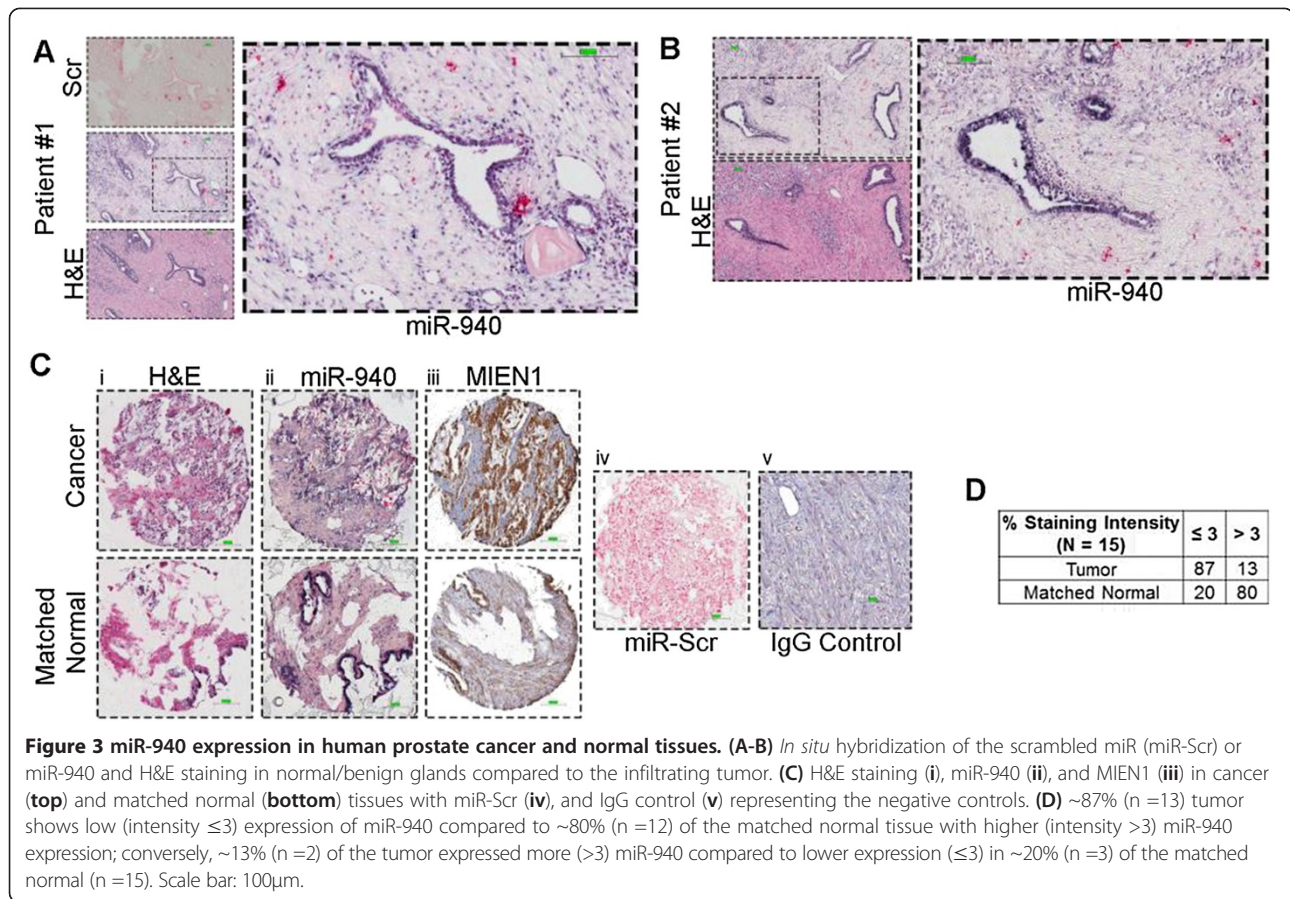 A
Scr
Patient #1
H&E
miR-940
B
Patient #2
H&E
miR-940
C
i H&E
ii miR-940
iii MIEN1
Cancer
Matched
Normal
iv
miR-Scr
v
IgG Control
D
% Staining Intensity (N = 15) ≤ 3 > 3
Tumor 87 13
Matched Normal 20 80
Figure 3 miR-940 expression in human prostate cancer and normal tissues. (A-B) In situ hybridization of the scrambled miR (miR-Scr) or
miR-940 and H&E staining in normal/benign glands compared to the infiltrating tumor. (C) H&E staining (i), miR-940 (ii), and MIEN1 (iii) in cancer
(top) and matched normal (bottom) tissues with miR-Scr (iv), and IgG control (v) representing the negative controls. (D) ~87% (n =13) tumor
shows low (intensity ≤3) expression of miR-940 compared to ~80% (n =12) of the matched normal tissue with higher (intensity >3) miR-940
expression; conversely, ~13% (n =2) of the tumor expressed more (>3) miR-940 compared to lower expression (≤3) in ~20% (n =3) of the matched
normal (n =15). Scale bar: 100μm.